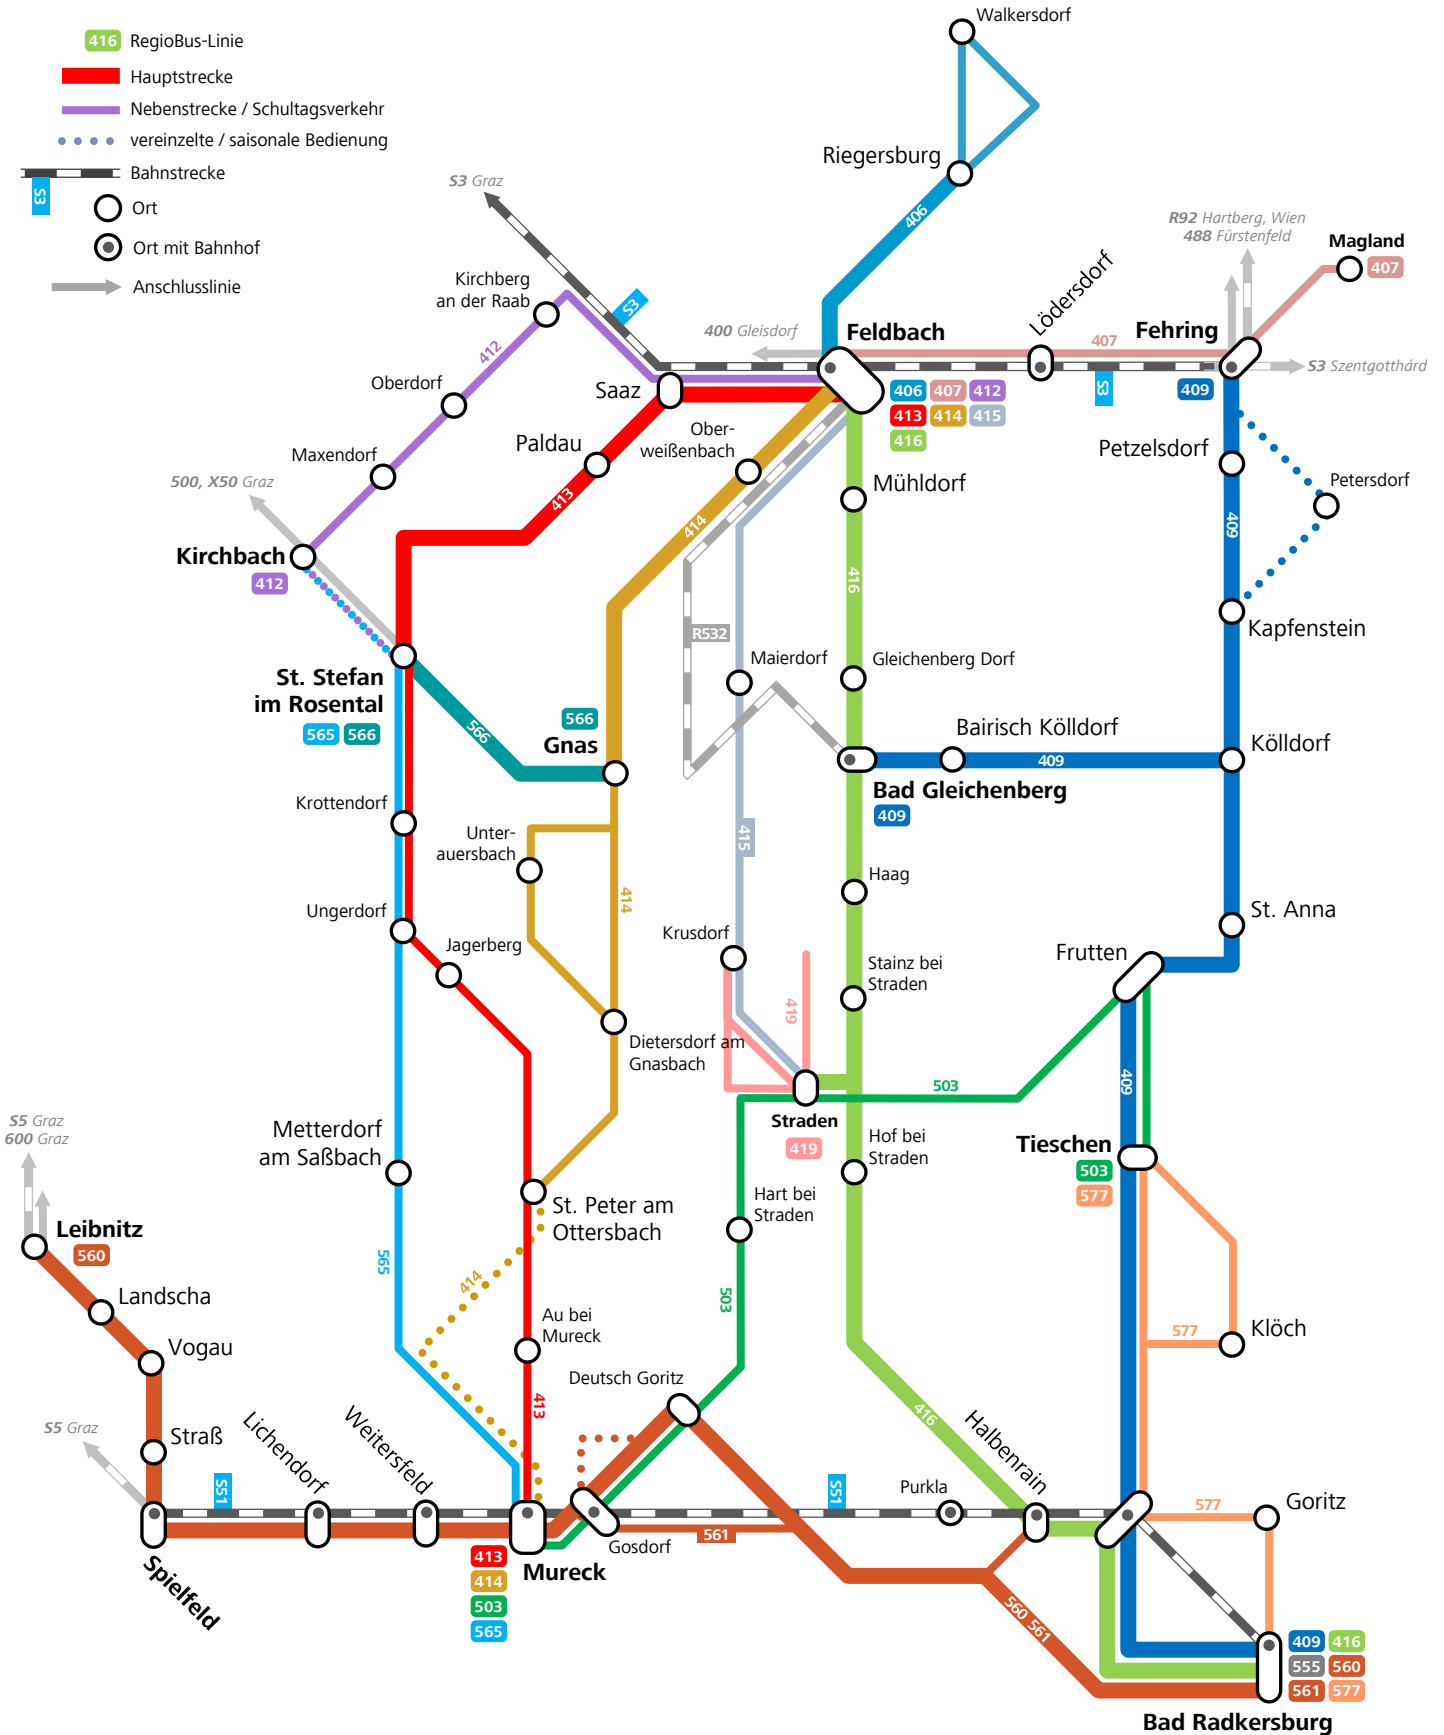 416 RegioBus-Linie
Hauptstrecke
Nebenstrecke / Schultagsverkehr
vereinzelte / saisonale Bedienung
Bahnstrecke
S3
Ort
Ort mit Bahnhof
Anschlusslinie
Walkersdorf
Riegersburg
406
S3 Graz
R92 Hartberg, Wien
488 Fürstenfeld
Magland
407
Kirchberg
an der Raab
S3
412
400 Gleisdorf
Feldbach
Lödersdorf
407
Fehring
S3 Szentgotthárd
S3
409
406 407 412
413 414 415
416
Oberdorf
Saaz
Paldau
Ober-
weißenbach
Maxendorf
500, X50 Graz
413
414
Mühldorf
Petzelsdorf
Petersdorf
409
Kirchbach
412
416
Kapfenstein
R532
Maierdorf
Gleichenberg Dorf
St. Stefan
im Rosental
565 566
566
566
Gnas
Bairisch Kölldorf
409
Kölldorf
Bad Gleichenberg
409
Krottendorf
Unter-
auersbach
415
414
Haag
Ungerdorf
Jagerberg
Krusdorf
St. Anna
Frutten
Stainz bei
Straden
419
Dietersdorf am
Gnasbach
503
409
Straden
419
S5 Graz
600 Graz
Metterdorf
am Saßbach
Hof bei
Straden
Tieschen
503
577
St. Peter am
Ottersbach
Hart bei
Straden
Leibnitz
560
565
414
503
Landscha
Vogau
Au bei
Mureck
577
Klöch
Deutsch Goritz
413
416
S5 Graz
Straß
Lichendorf
Weitersfeld
Halbenrain
S51
S51
Purkla
577
Goritz
Spielfeld
Gosdorf
561
413
414
503
565
Mureck
560 561
409 416
555 560
561 577
Bad Radkersburg